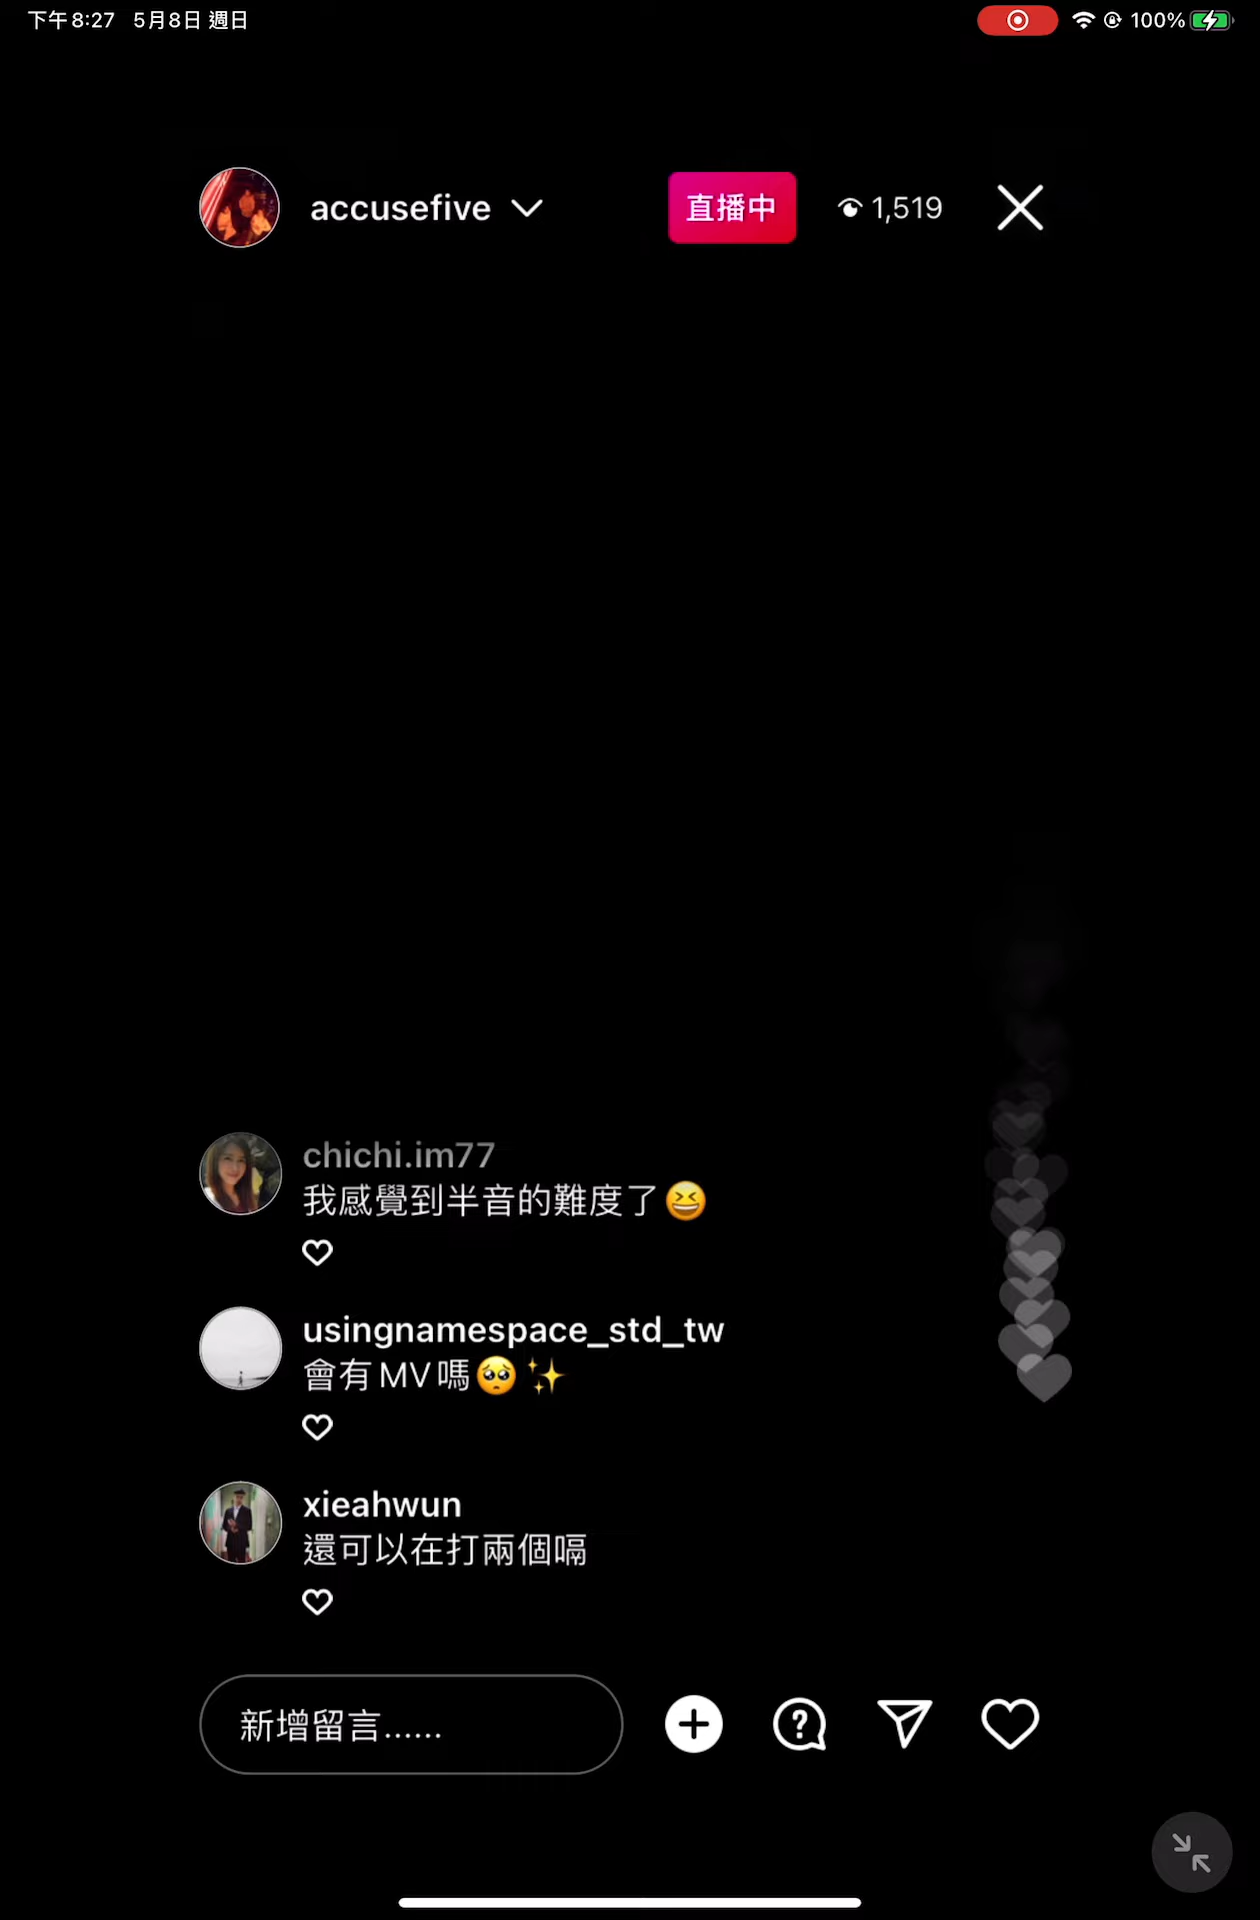 下午8:27 5月8日 週日
100%
accusefive
直播中
1,519
chichi.im77
我感覺到半音的難度了😆
usingnamespace_std_tw
會有MV嗎🥺✨
xieahwun
還可以在打兩個嗝
新增留言......